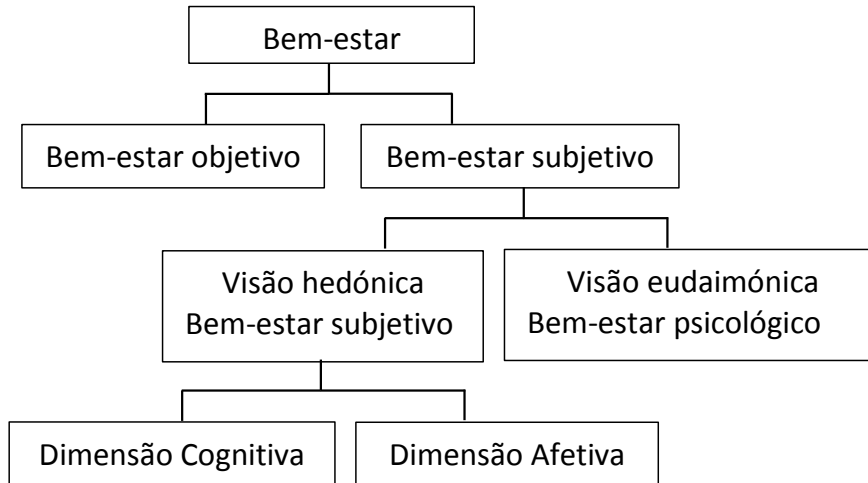 Bem-estar
Bem-estar objetivo
Bem-estar subjetivo
Visão hedónica
Bem-estar subjetivo
Visão eudaimónica
Bem-estar psicológico
Dimensão Cognitiva
Dimensão Afetiva